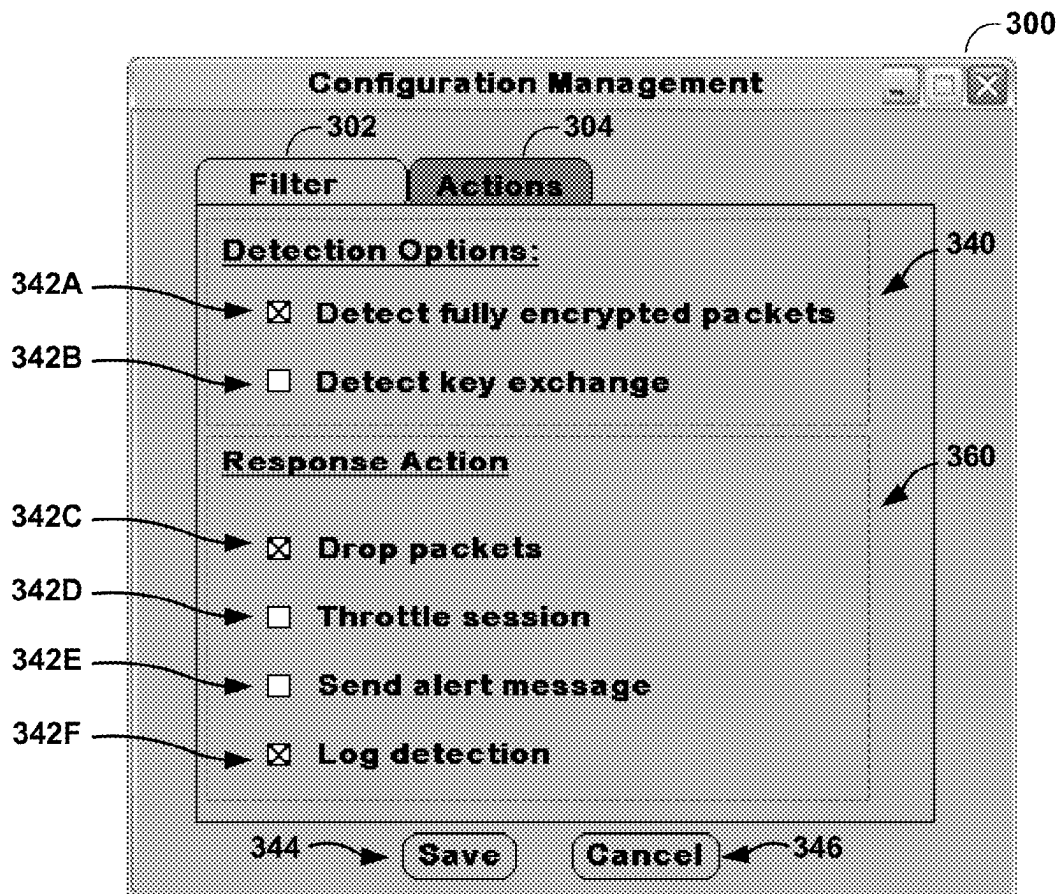 300
Configuration Management
302
304
Filter
Actions
Detection Options:
340
342A
Detect fully encrypted packets
342B
Detect key exchange
Response Action
360
342C
Drop packets
342D
Throttle session
342E
Send alert message
342F
Log detection
344
Save
Cancel
346